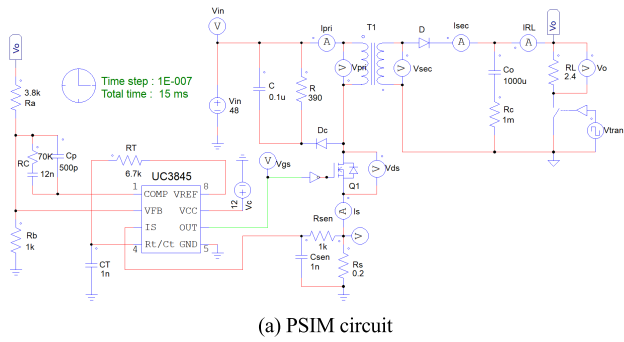 Vo
3.8k
Ra
Time step : 1E-007
Total time : 15 ms
RC
70K
12n
Cp
500p
RT
6.7k
UC3845
1
COMP
VREF
8
VFB
VCC
IS
OUT
4
Rt/Ct
GND
5
Rb
1k
CT
1n
12
Vc
Vin
V
Vin
48
C
0.1u
R
390
Dc
Ipri
A
V
Vpri
T1
V
Vsec
D
Isec
A
Co
1000u
Rc
1m
IRL
A
Vo
RL
2.4
V
Vo
Vtran
Vgs
V
Q1
V
Vds
A
Is
V
Rsen
1k
Csen
1n
Rs
0.2
(a) PSIM circuit